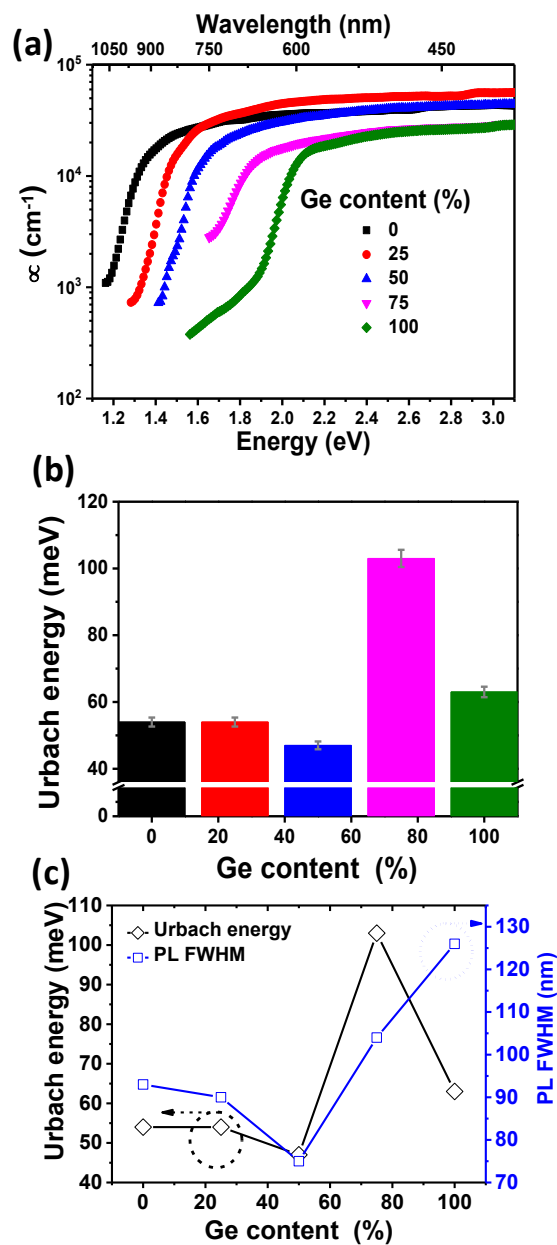 (a)
Wavelength (nm)
1050 900 750 600 450
10^5
10^4
10^3
10^2
∝ (cm^-1)
Ge content (%)
0
25
50
75
100
1.2 1.4 1.6 1.8 2.0 2.2 2.4 2.6 2.8 3.0
Energy (eV)
(b)
Urbach energy (meV)
120
100
80
60
40
0
0 20 40 60 80 100
Ge content (%)
(c)
Urbach energy (meV)
110
100
90
80
70
60
50
40
Urbach energy
PL FWHM
130
120
110
100
90
80
70
PL FWHM (nm)
0 20 40 60 80 100
Ge content (%)